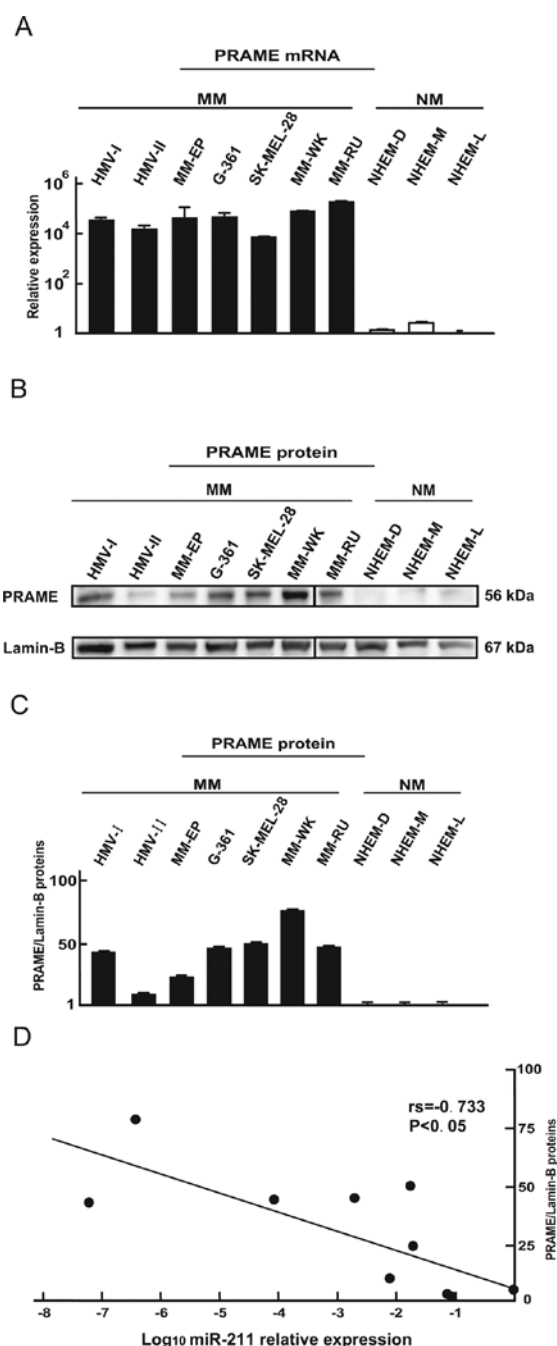 A
PRAME mRNA
MM NM
HMV-I HMV-II MM-EP G-361 SK-MEL-28 MM-WK MM-RU NHEM-D NHEM-M NHEM-L
Relative expression
10^6
10^4
10^2
1
B
PRAME protein
MM NM
HMV-I HMV-II MM-EP G-361 SK-MEL-28 MM-WK MM-RU NHEM-D NHEM-M NHEM-L
PRAME 56 kDa
Lamin-B 67 kDa
C
PRAME protein
MM NM
HMV-I HMV-II MM-EP G-361 SK-MEL-28 MM-WK MM-RU NHEM-D NHEM-M NHEM-L
PRAME/Lamin-B proteins
100
50
1
D
rs=-0.733
P<0.05
100
75
50
25
0
PRAME/Lamin-B proteins
-8 -7 -6 -5 -4 -3 -2 -1
Log10 miR-211 relative expression